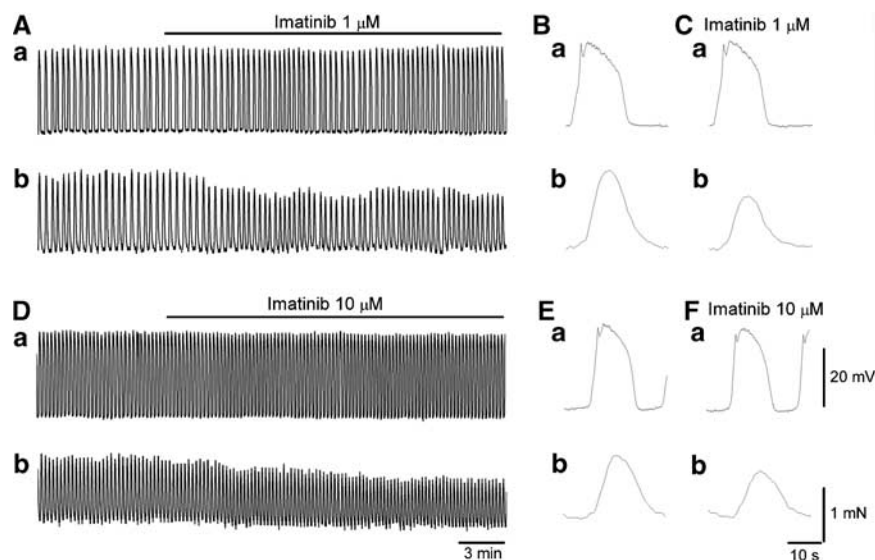 A Imatinib 1 μM B C Imatinib 1 μM
a a a
b b b
D Imatinib 10 μM E F Imatinib 10 μM
a a a
20 mV
b b b
1 mN
3 min 10 s